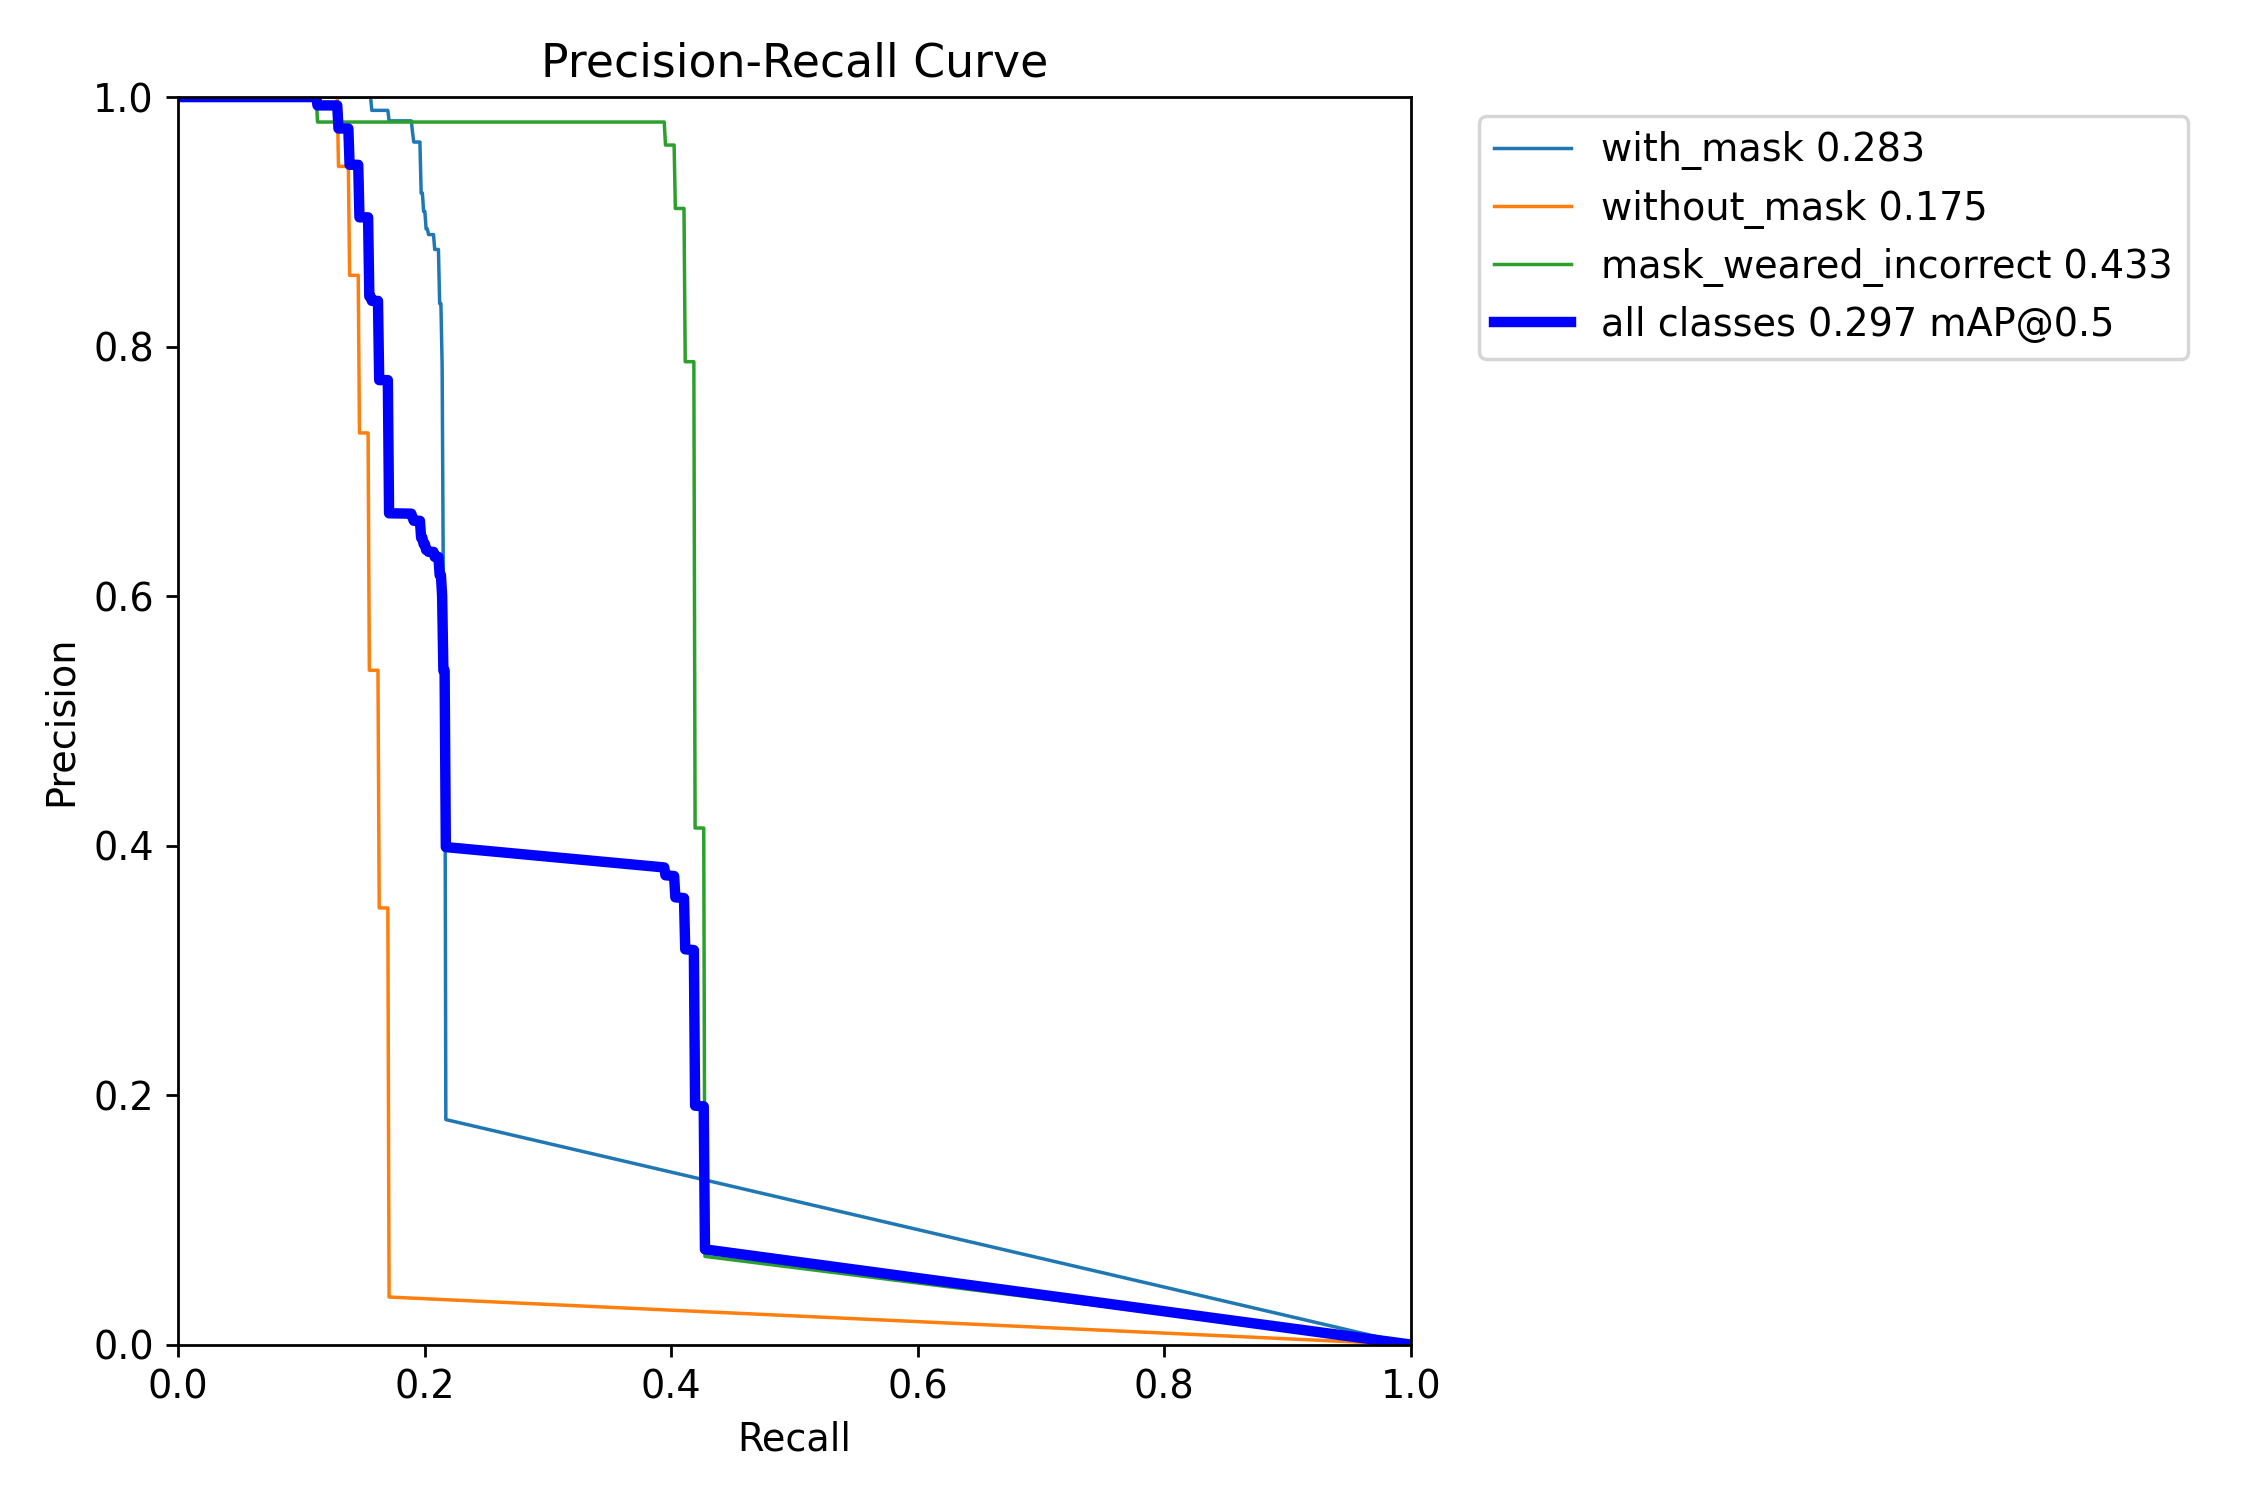 Precision-Recall Curve
1.0
0.8
0.6
0.4
0.2
0.0
Precision
0.0 0.2 0.4 0.6 0.8 1.0
Recall
with_mask 0.283
without_mask 0.175
mask_weared_incorrect 0.433
all classes 0.297 mAP@0.5